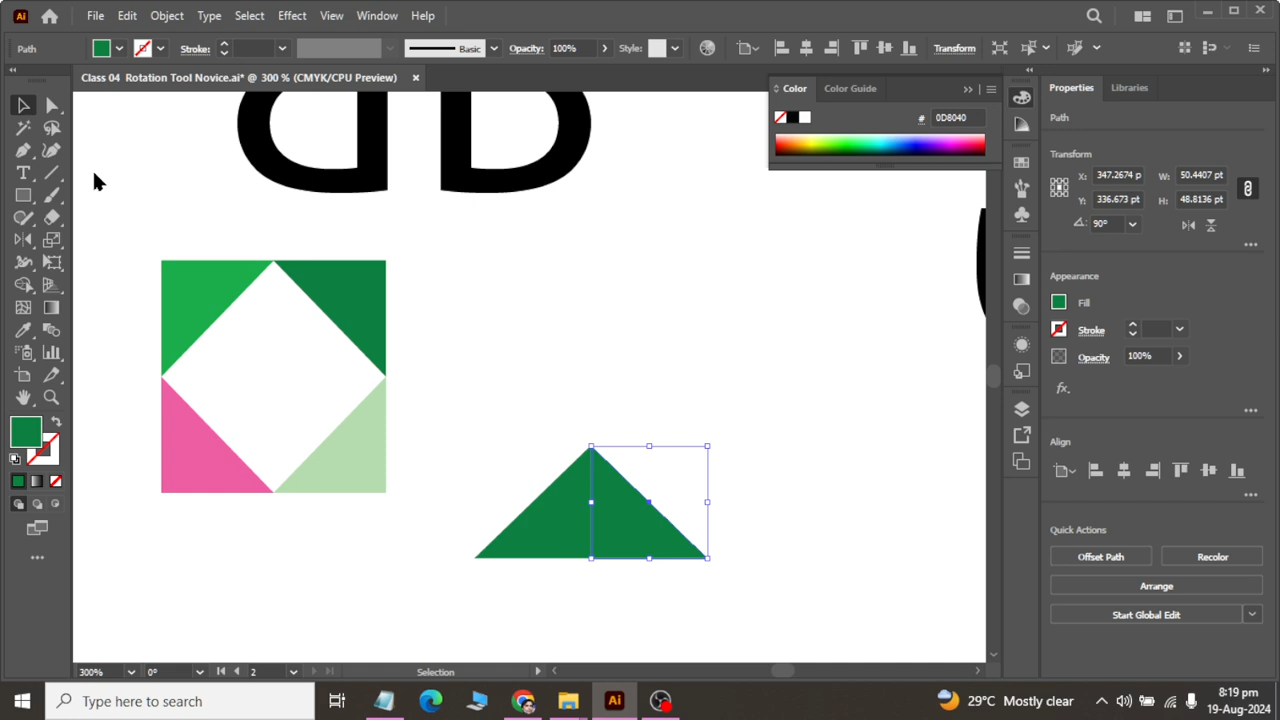 Ai File Edit Object Type Select Effect View Window Help
Path Stroke: Basic Opacity: 100% Style: Transform
Class 04 Rotation Tool Novice.ai* @ 300 % (CMYK/CPU Preview) ×
Color Color Guide
# 0D8040
Properties Libraries
Path
Transform
X: 347.2674 p W: 50.4407 pt
Y: 336.673 pt H: 48.8136 pt
90°
Appearance
Fill
Stroke
Opacity 100%
fx.
Align
Quick Actions
Offset Path Recolor
Arrange
Start Global Edit
300% 0° 2 Selection
Type here to search
Ai
29°C Mostly clear
8:19 pm
19-Aug-2024